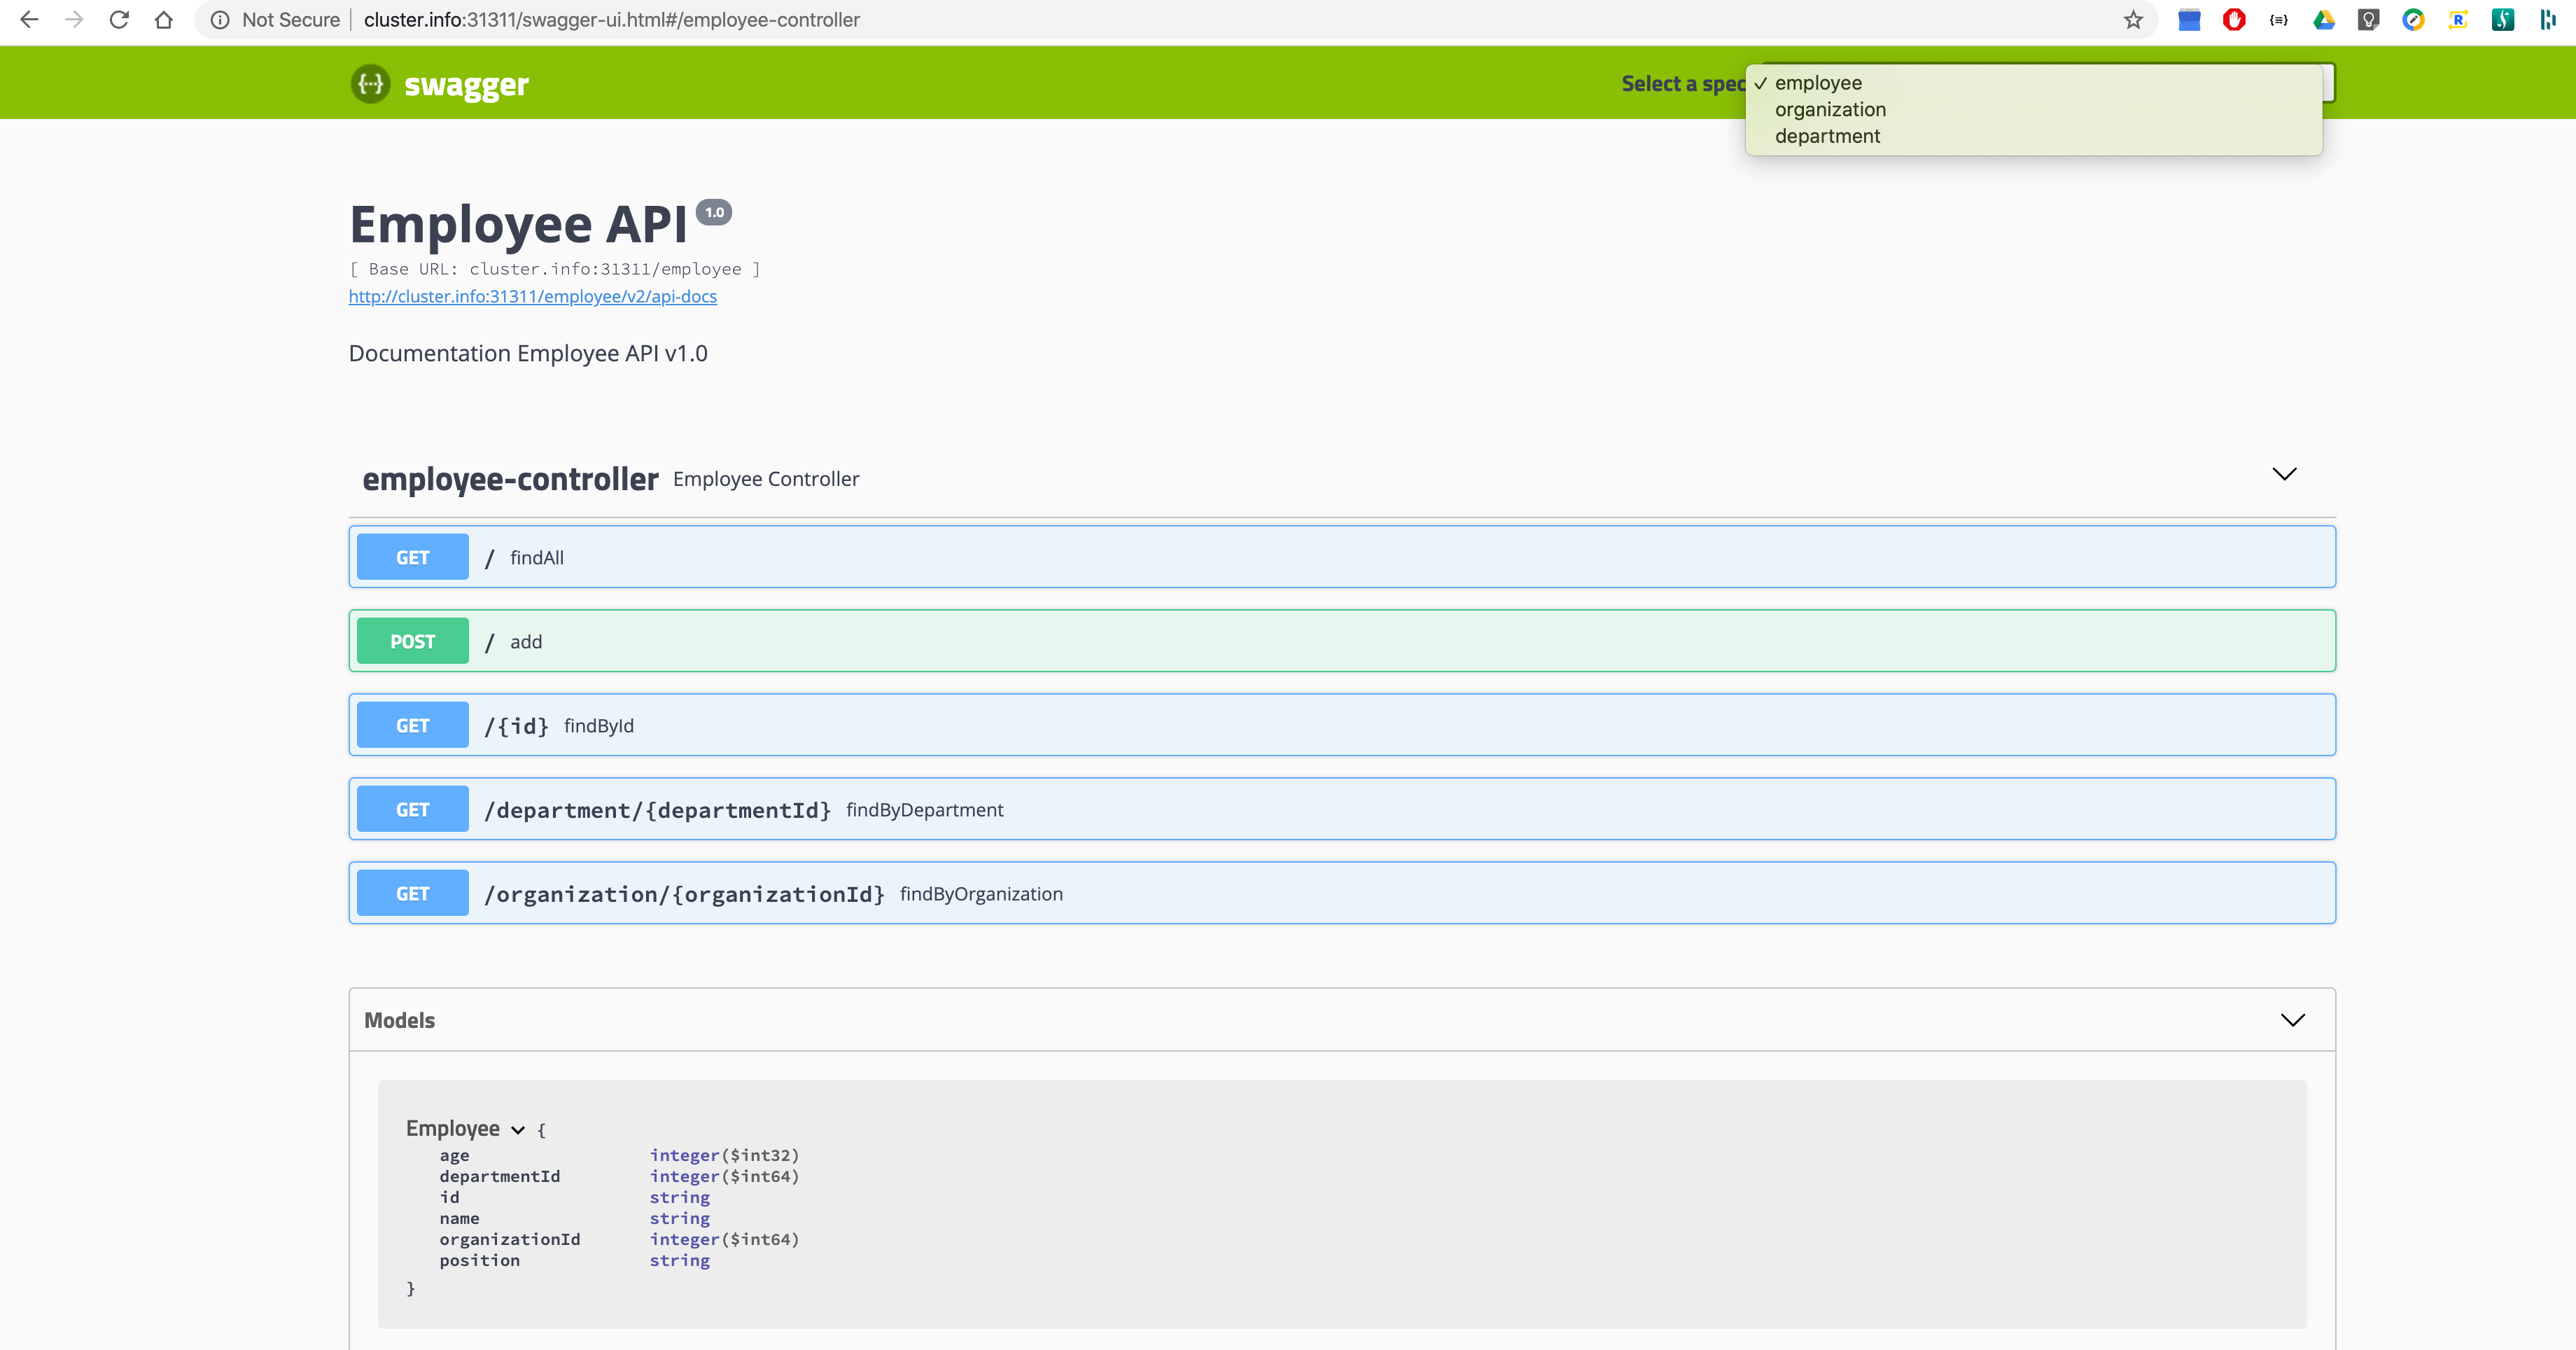 Not Secure cluster.info:31311/swagger-ui.html#/employee-controller
{···} swagger
Select a spec
✓ employee
organization
department
Employee API 1.0
[ Base URL: cluster.info:31311/employee ]
http://cluster.info:31311/employee/v2/api-docs
Documentation Employee API v1.0
employee-controller Employee Controller
GET / findAll
POST / add
GET /{id} findById
GET /department/{departmentId} findByDepartment
GET /organization/{organizationId} findByOrganization
Models
Employee {
age integer($int32)
departmentId integer($int64)
id string
name string
organizationId integer($int64)
position string
}